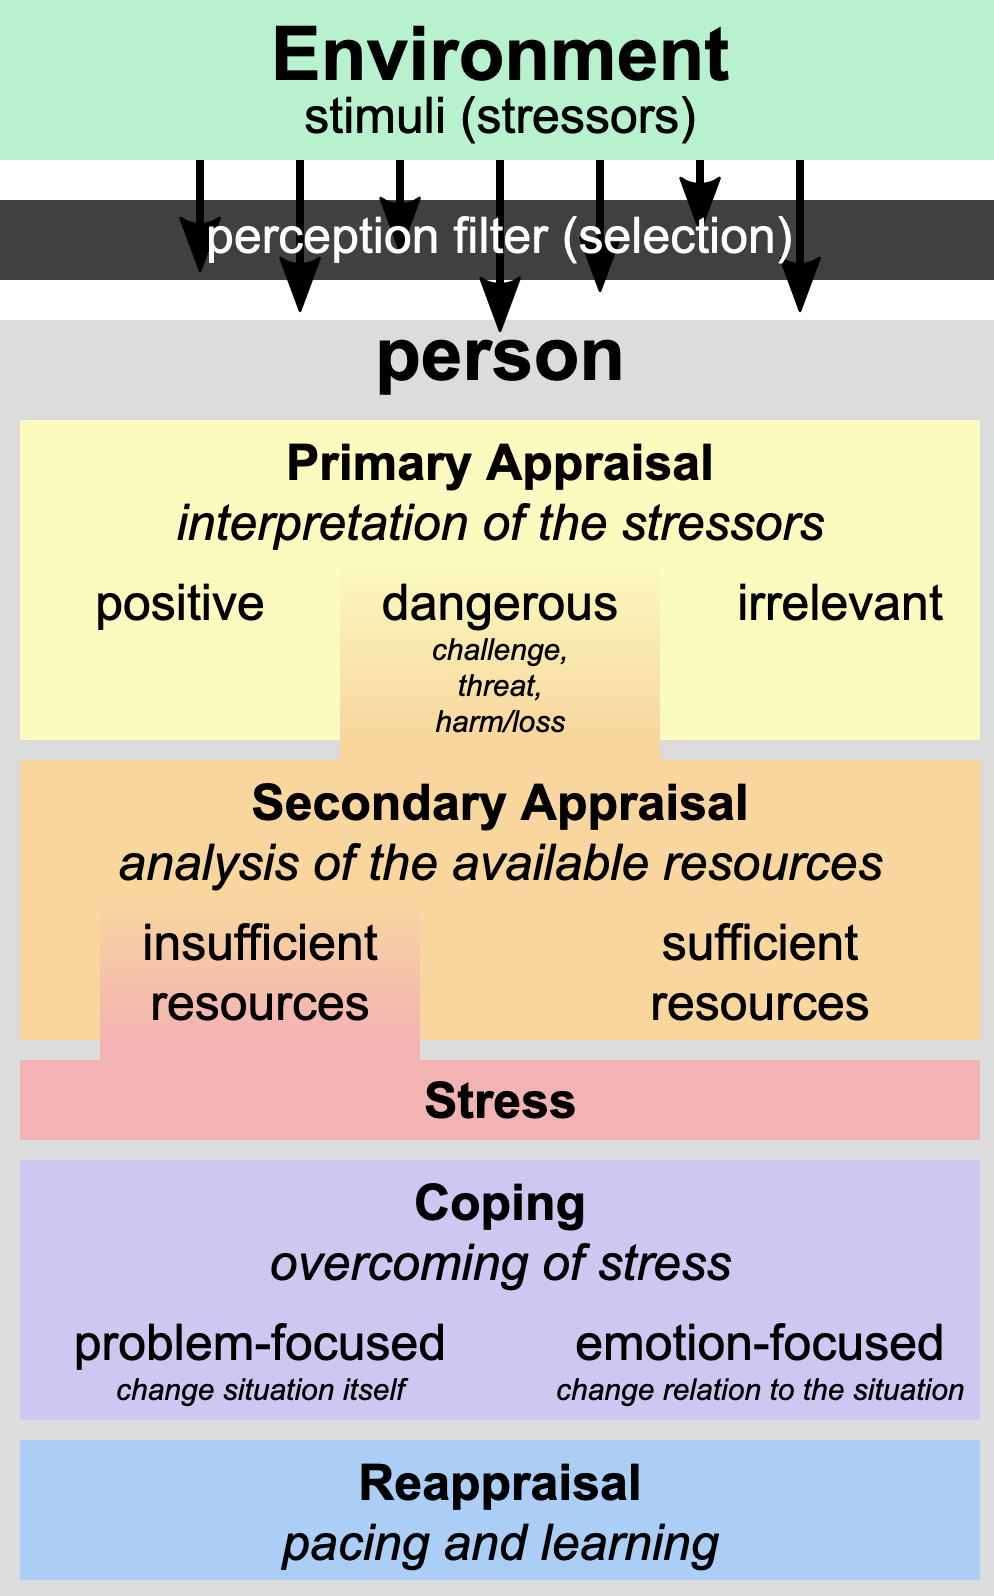 Environment
stimuli (stressors)
perception filter (selection)
person
Primary Appraisal
interpretation of the stressors
positive
dangerous
challenge,
threat,
harm/loss
irrelevant
Secondary Appraisal
analysis of the available resources
insufficient
resources
sufficient
resources
Stress
Coping
overcoming of stress
problem-focused
change situation itself
emotion-focused
change relation to the situation
Reappraisal
pacing and learning